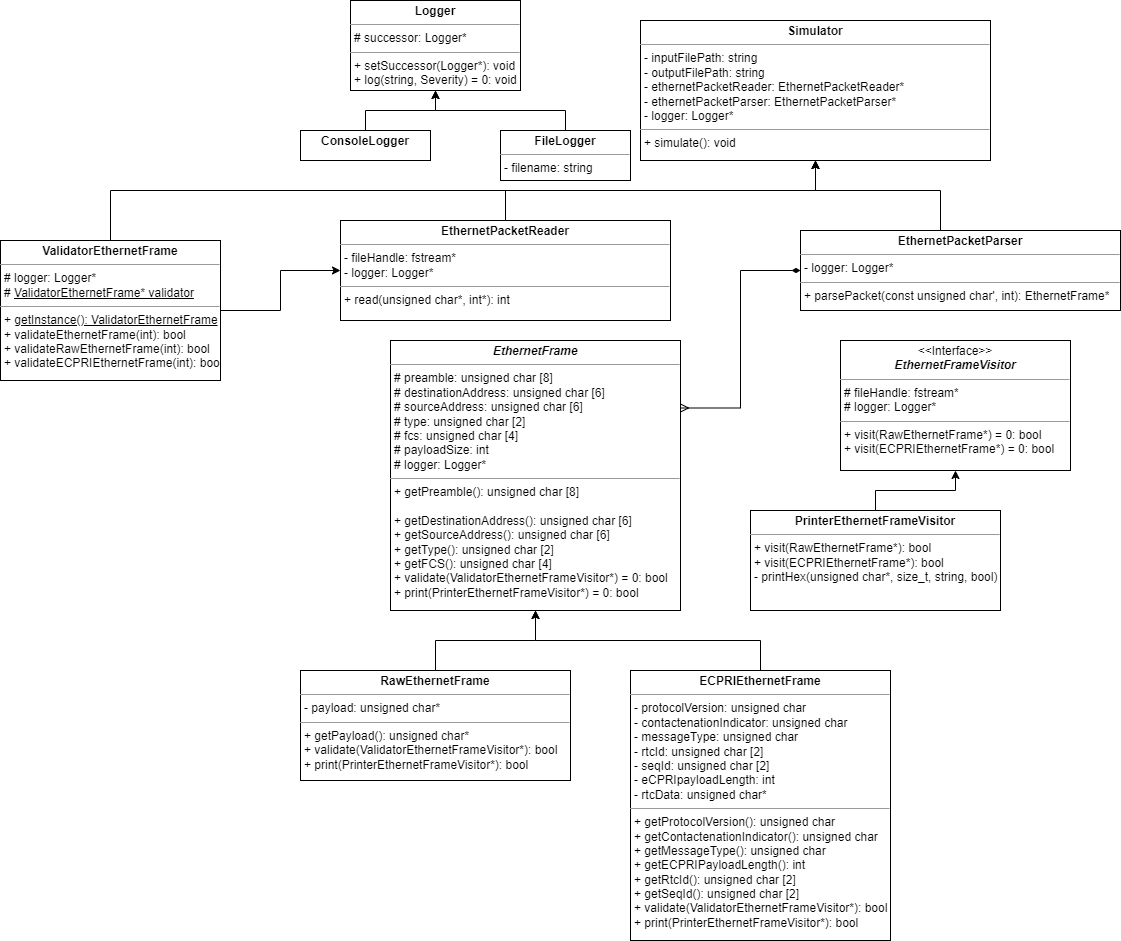 Logger
# successor: Logger*
+ setSuccessor(Logger*): void
+ log(string, Severity) = 0: void
Simulator
- inputFilePath: string
- outputFilePath: string
- ethernetPacketReader: EthernetPacketReader*
- ethernetPacketParser: EthernetPacketParser*
- logger: Logger*
+ simulate(): void
ConsoleLogger
FileLogger
- filename: string
ValidatorEthernetFrame
# logger: Logger*
# ValidatorEthernetFrame* validator
+ getInstance(): ValidatorEthernetFrame
+ validateEthernetFrame(int): bool
+ validateRawEthernetFrame(int): bool
+ validateECPRIEthernetFrame(int): boo
EthernetPacketReader
- fileHandle: fstream*
- logger: Logger*
+ read(unsigned char*, int*): int
EthernetPacketParser
- logger: Logger*
+ parsePacket(const unsigned char', int): EthernetFrame*
EthernetFrame
# preamble: unsigned char [8]
# destinationAddress: unsigned char [6]
# sourceAddress: unsigned char [6]
# type: unsigned char [2]
# fcs: unsigned char [4]
# payloadSize: int
# logger: Logger*
+ getPreamble(): unsigned char [8]
+ getDestinationAddress(): unsigned char [6]
+ getSourceAddress(): unsigned char [6]
+ getType(): unsigned char [2]
+ getFCS(): unsigned char [4]
+ validate(ValidatorEthernetFrameVisitor*) = 0: bool
+ print(PrinterEthernetFrameVisitor*) = 0: bool
<<Interface>>
EthernetFrameVisitor
# fileHandle: fstream*
# logger: Logger*
+ visit(RawEthernetFrame*) = 0: bool
+ visit(ECPRIEthernetFrame*) = 0: bool
PrinterEthernetFrameVisitor
+ visit(RawEthernetFrame*): bool
+ visit(ECPRIEthernetFrame*): bool
- printHex(unsigned char*, size_t, string, bool)
RawEthernetFrame
- payload: unsigned char*
+ getPayload(): unsigned char*
+ validate(ValidatorEthernetFrameVisitor*): bool
+ print(PrinterEthernetFrameVisitor*): bool
ECPRIEthernetFrame
- protocolVersion: unsigned char
- contactenationIndicator: unsigned char
- messageType: unsigned char
- rtcId: unsigned char [2]
- seqId: unsigned char [2]
- eCPRIpayloadLength: int
- rtcData: unsigned char*
+ getProtocolVersion(): unsigned char
+ getContactenationIndicator(): unsigned char
+ getMessageType(): unsigned char
+ getECPRIPayloadLength(): int
+ getRtcId(): unsigned char [2]
+ getSeqId(): unsigned char [2]
+ validate(ValidatorEthernetFrameVisitor*): bool
+ print(PrinterEthernetFrameVisitor*): bool